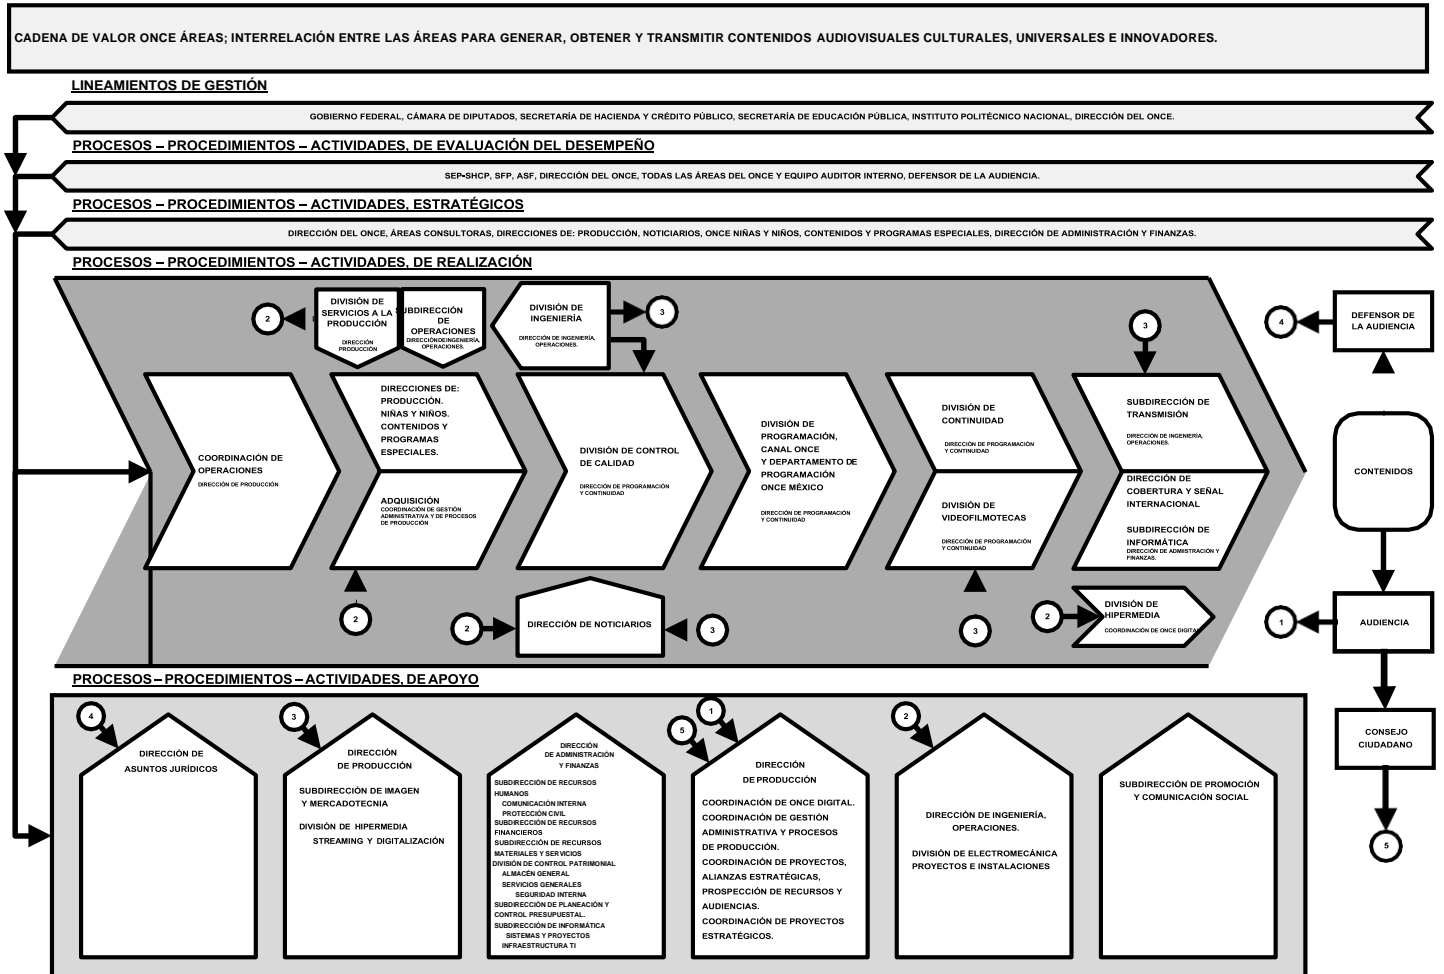 CADENA DE VALOR ONCE ÁREAS; INTERRELACIÓN ENTRE LAS ÁREAS PARA GENERAR, OBTENER Y TRANSMITIR CONTENIDOS AUDIOVISUALES CULTURALES, UNIVERSALES E INNOVADORES.
LINEAMIENTOS DE GESTIÓN
GOBIERNO FEDERAL, CÁMARA DE DIPUTADOS, SECRETARÍA DE HACIENDA Y CRÉDITO PÚBLICO, SECRETARÍA DE EDUCACIÓN PÚBLICA, INSTITUTO POLITÉCNICO NACIONAL, DIRECCIÓN DEL ONCE.
PROCESOS – PROCEDIMIENTOS – ACTIVIDADES, DE EVALUACIÓN DEL DESEMPEÑO
SEP-SHCP, SFP, ASF, DIRECCIÓN DEL ONCE, TODAS LAS ÁREAS DEL ONCE Y EQUIPO AUDITOR INTERNO, DEFENSOR DE LA AUDIENCIA.
PROCESOS – PROCEDIMIENTOS – ACTIVIDADES, ESTRATÉGICOS
DIRECCIÓN DEL ONCE, ÁREAS CONSULTORAS, DIRECCIONES DE: PRODUCCIÓN, NOTICIARIOS, ONCE NIÑAS Y NIÑOS, CONTENIDOS Y PROGRAMAS ESPECIALES, DIRECCIÓN DE ADMINISTRACIÓN Y FINANZAS.
PROCESOS – PROCEDIMIENTOS – ACTIVIDADES, DE REALIZACIÓN
2
DIVISIÓN DE
SERVICIOS A LA
PRODUCCIÓN
DIRECCIÓN
PRODUCCIÓN
UBDIRECCIÓN
DE
OPERACIONES
DIRECCIÓNDEINGENIERÍA,
OPERACIONES.
DIVISIÓN DE
INGENIERÍA
DIRECCIÓN DE INGENIERÍA,
OPERACIONES.
3
3
4
DEFENSOR DE
LA AUDIENCIA
COORDINACIÓN DE
OPERACIONES
DIRECCIÓN DE PRODUCCIÓN
DIRECCIONES DE:
PRODUCCIÓN.
NIÑAS Y NIÑOS.
CONTENIDOS Y
PROGRAMAS
ESPECIALES.
ADQUISICIÓN
COORDINACIÓN DE GESTIÓN
ADMINISTRATIVA Y DE PROCESOS
DE PRODUCCIÓN
DIVISIÓN DE CONTROL
DE CALIDAD
DIRECCIÓN DE PROGRAMACIÓN
Y CONTINUIDAD
DIVISIÓN DE
PROGRAMACIÓN,
CANAL ONCE
Y DEPARTAMENTO DE
PROGRAMACIÓN
ONCE MÉXICO
DIRECCIÓN DE PROGRAMACIÓN
Y CONTINUIDAD
DIVISIÓN DE
CONTINUIDAD
DIRECCIÓN DE PROGRAMACIÓN
Y CONTINUIDAD
DIVISIÓN DE
VIDEOFILMOTECAS
DIRECCIÓN DE PROGRAMACIÓN
Y CONTINUIDAD
SUBDIRECCIÓN DE
TRANSMISIÓN
DIRECCIÓN DE INGENIERÍA,
OPERACIONES.
DIRECCIÓN DE
COBERTURA Y SEÑAL
INTERNACIONAL
SUBDIRECCIÓN DE
INFORMÁTICA
DIRECCIÓN DE ADMIISTRACIÓN Y
FINANZAS.
CONTENIDOS
2
2
DIRECCIÓN DE NOTICIARIOS
3
3
2
DIVISIÓN DE
HIPERMEDIA
COORDINACIÓN DE ONCE DIGITAL
1
AUDIENCIA
CONSEJO
CIUDADANO
5
PROCESOS – PROCEDIMIENTOS – ACTIVIDADES, DE APOYO
4
DIRECCIÓN DE
ASUNTOS JURÍDICOS
3
DIRECCIÓN
DE PRODUCCIÓN
SUBDIRECCIÓN DE IMAGEN
Y MERCADOTECNIA
DIVISIÓN DE HIPERMEDIA
STREAMING Y DIGITALIZACIÓN
DIRECCIÓN
DE ADMINISTRACIÓN
Y FINANZAS
SUBDIRECCIÓN DE RECURSOS
HUMANOS
COMUNICACIÓN INTERNA
PROTECCIÓN CIVIL
SUBDIRECCIÓN DE RECURSOS
FINANCIEROS
SUBDIRECCIÓN DE RECURSOS
MATERIALES Y SERVICIOS
DIVISIÓN DE CONTROL PATRIMONIAL
ALMACÉN GENERAL
SERVICIOS GENERALES
SEGURIDAD INTERNA
SUBDIRECCIÓN DE PLANEACIÓN Y
CONTROL PRESUPUESTAL.
SUBDIRECCIÓN DE INFORMÁTICA
SISTEMAS Y PROYECTOS
INFRAESTRUCTURA TI
5
1
DIRECCIÓN
DE PRODUCCIÓN
COORDINACIÓN DE ONCE DIGITAL.
COORDINACIÓN DE GESTIÓN
ADMINISTRATIVA Y PROCESOS
DE PRODUCCIÓN.
COORDINACIÓN DE PROYECTOS,
ALIANZAS ESTRATÉGICAS,
PROSPECCIÓN DE RECURSOS Y
AUDIENCIAS.
COORDINACIÓN DE PROYECTOS
ESTRATÉGICOS.
2
DIRECCIÓN DE INGENIERÍA,
OPERACIONES.
DIVISIÓN DE ELECTROMECÁNICA
PROYECTOS E INSTALACIONES
SUBDIRECCIÓN DE PROMOCIÓN
Y COMUNICACIÓN SOCIAL